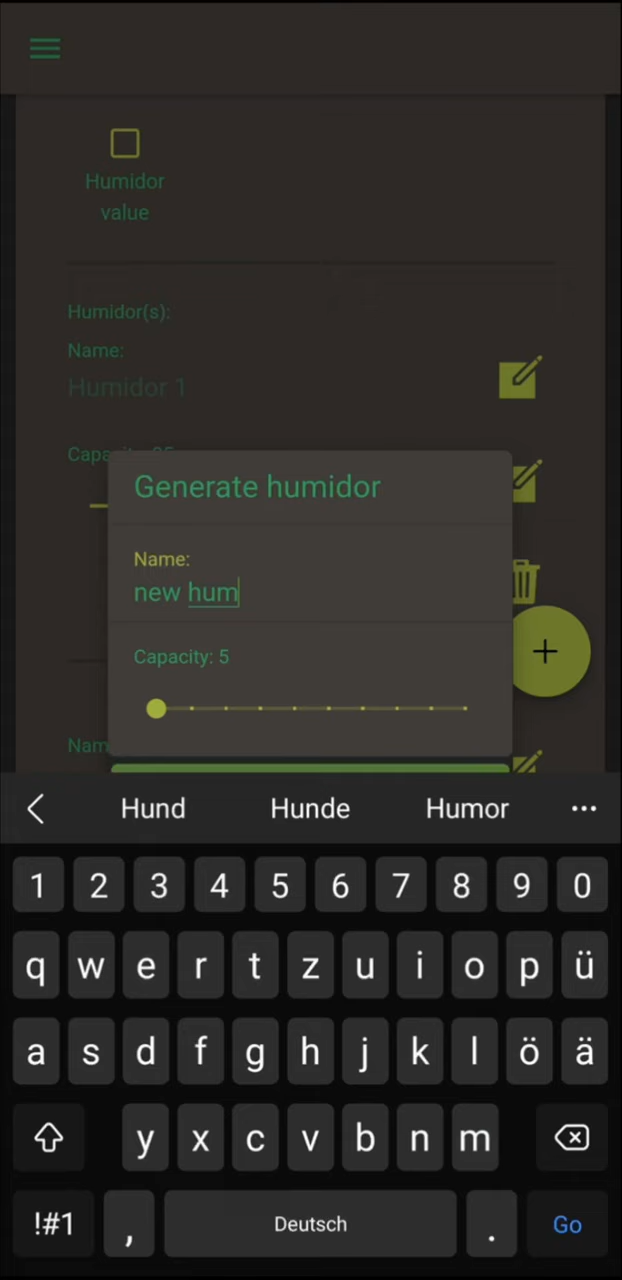 Humidor
value
Humidor(s):
Name:
Humidor 1
Generate humidor
Name:
new hum
Capacity: 5
Hund Hunde Humor ...
1 2 3 4 5 6 7 8 9 0
q w e r t z u i o p ü
a s d f g h j k l ö ä
y x c v b n m
!#1 , Deutsch . Go